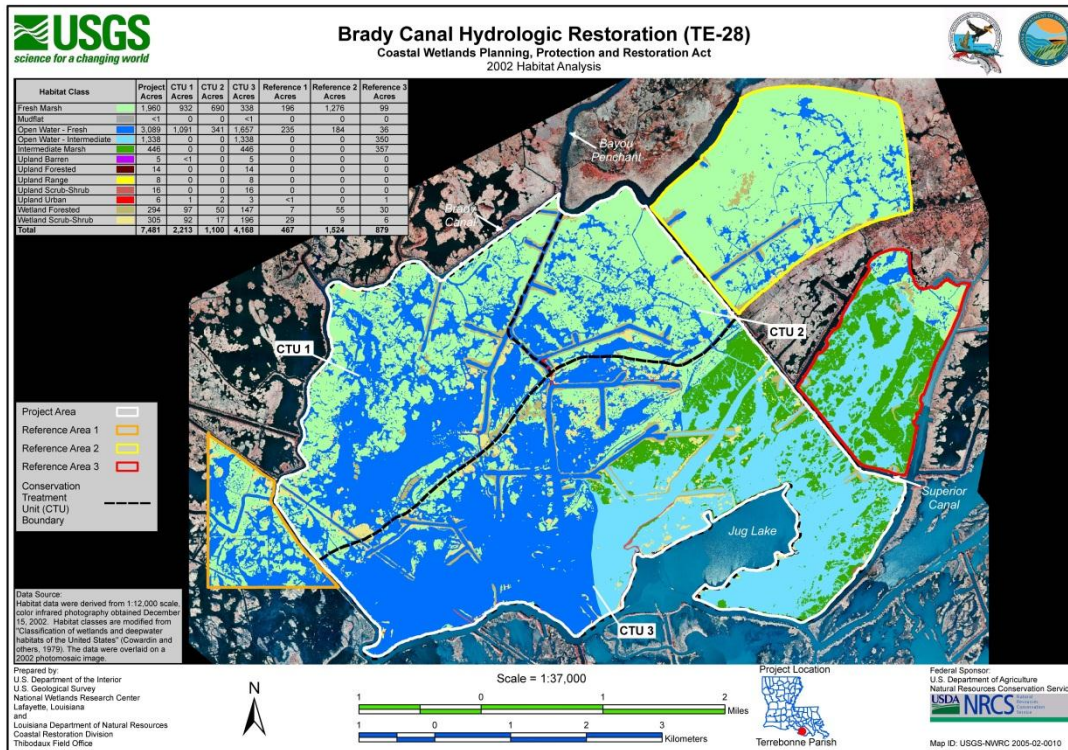 USGS
science for a changing world
Brady Canal Hydrologic Restoration (TE-28)
Coastal Wetlands Planning, Protection and Restoration Act
2002 Habitat Analysis
Habitat Class Project Acres CTU 1 Acres CTU 2 Acres CTU 3 Acres Reference 1 Acres Reference 2 Acres Reference 3 Acres
Fresh Marsh 1,960 932 690 338 196 1,276 99
Mudflat <1 0 0 <1 0 0 0
Open Water - Fresh 3,089 1,091 341 1,657 235 184 36
Open Water - Intermediate 1,338 0 0 1,338 0 0 350
Intermediate Marsh 446 0 0 446 0 0 357
Upland Barren 5 <1 0 5 0 0 0
Upland Forested 14 0 0 14 0 0 0
Upland Range 8 0 0 8 0 0 0
Upland Scrub-Shrub 16 0 0 16 0 0 0
Upland Urban 6 1 2 3 <1 0 1
Wetland Forested 294 97 50 147 7 55 30
Wetland Scrub-Shrub 305 92 17 196 29 9 6
Total 7,481 2,213 1,100 4,168 467 1,524 879
Bayou
Penchant
Brady
Canal
CTU 1
CTU 2
Project Area
Reference Area 1
Reference Area 2
Reference Area 3
Conservation
Treatment
Unit (CTU)
Boundary
Superior
Canal
Jug Lake
CTU 3
Data Source:
Habitat data were derived from 1:12,000 scale,
color infrared photography obtained December
15, 2002. Habitat classes are modified from
"Classification of wetlands and deepwater
habitats of the United States" (Cowardin and
others, 1979). The data were overlaid on a
2002 photomosaic image.
Prepared by:
U.S. Department of the Interior
U.S. Geological Survey
National Wetlands Research Center
Lafayette, Louisiana
and
Louisiana Department of Natural Resources
Coastal Restoration Division
Thibodaux Field Office
N
Scale = 1:37,000
1 0 1 2
Miles
1 0 1 2 3
Kilometers
Project Location
Terrebonne Parish
Federal Sponsor:
U.S. Department of Agriculture
Natural Resources Conservation Service
USDA NRCS
Natural
Resources
Conservation
Service
Map ID: USGS-NWRC 2005-02-0010